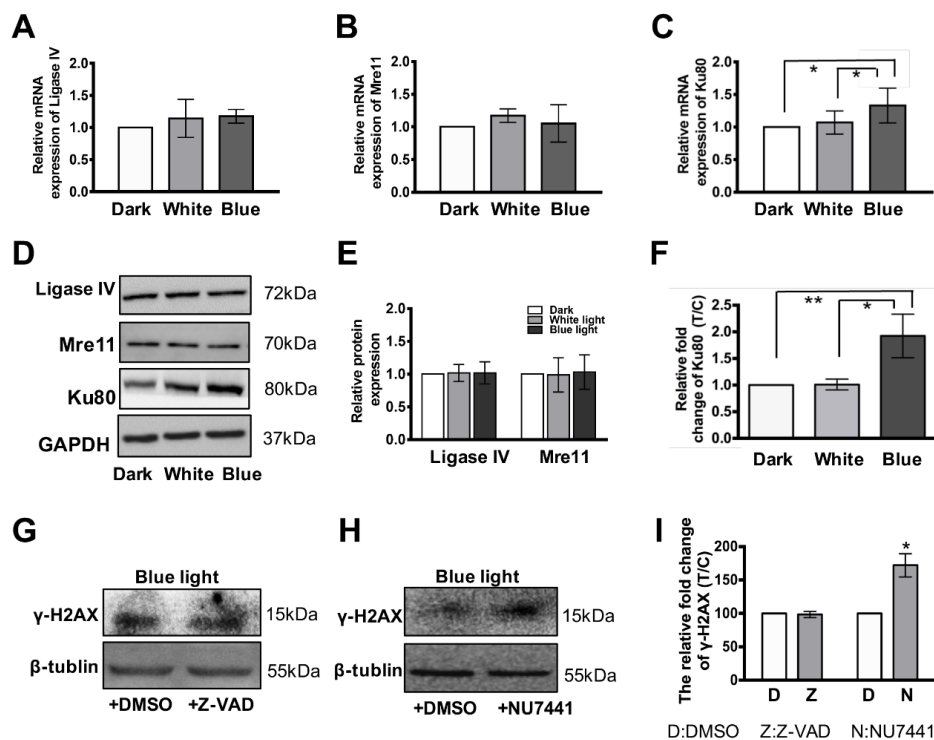 A
Relative mRNA
expression of Ligase IV
2.0
1.5
1.0
0.5
0.0
Dark White Blue
B
Relative mRNA
expression of Mre11
2.0
1.5
1.0
0.5
0.0
Dark White Blue
C
Relative mRNA
expression of Ku80
2.0
1.5
1.0
0.5
0.0
* *
Dark White Blue
D
Ligase IV 72kDa
Mre11 70kDa
Ku80 80kDa
GAPDH 37kDa
Dark White Blue
E
Relative protein
expression
2.0
1.5
1.0
0.5
0.0
Dark
White light
Blue light
Ligase IV Mre11
F
Relative fold
change of Ku80 (T/C)
2.5
2.0
1.5
1.0
0.5
0.0
** *
Dark White Blue
G
Blue light
γ-H2AX 15kDa
β-tublin 55kDa
+DMSO +Z-VAD
H
Blue light
γ-H2AX 15kDa
β-tublin 55kDa
+DMSO +NU7441
I
The relative fold change
of γ-H2AX (T/C)
200
150
100
50
0
*
D Z D N
D:DMSO Z:Z-VAD N:NU7441